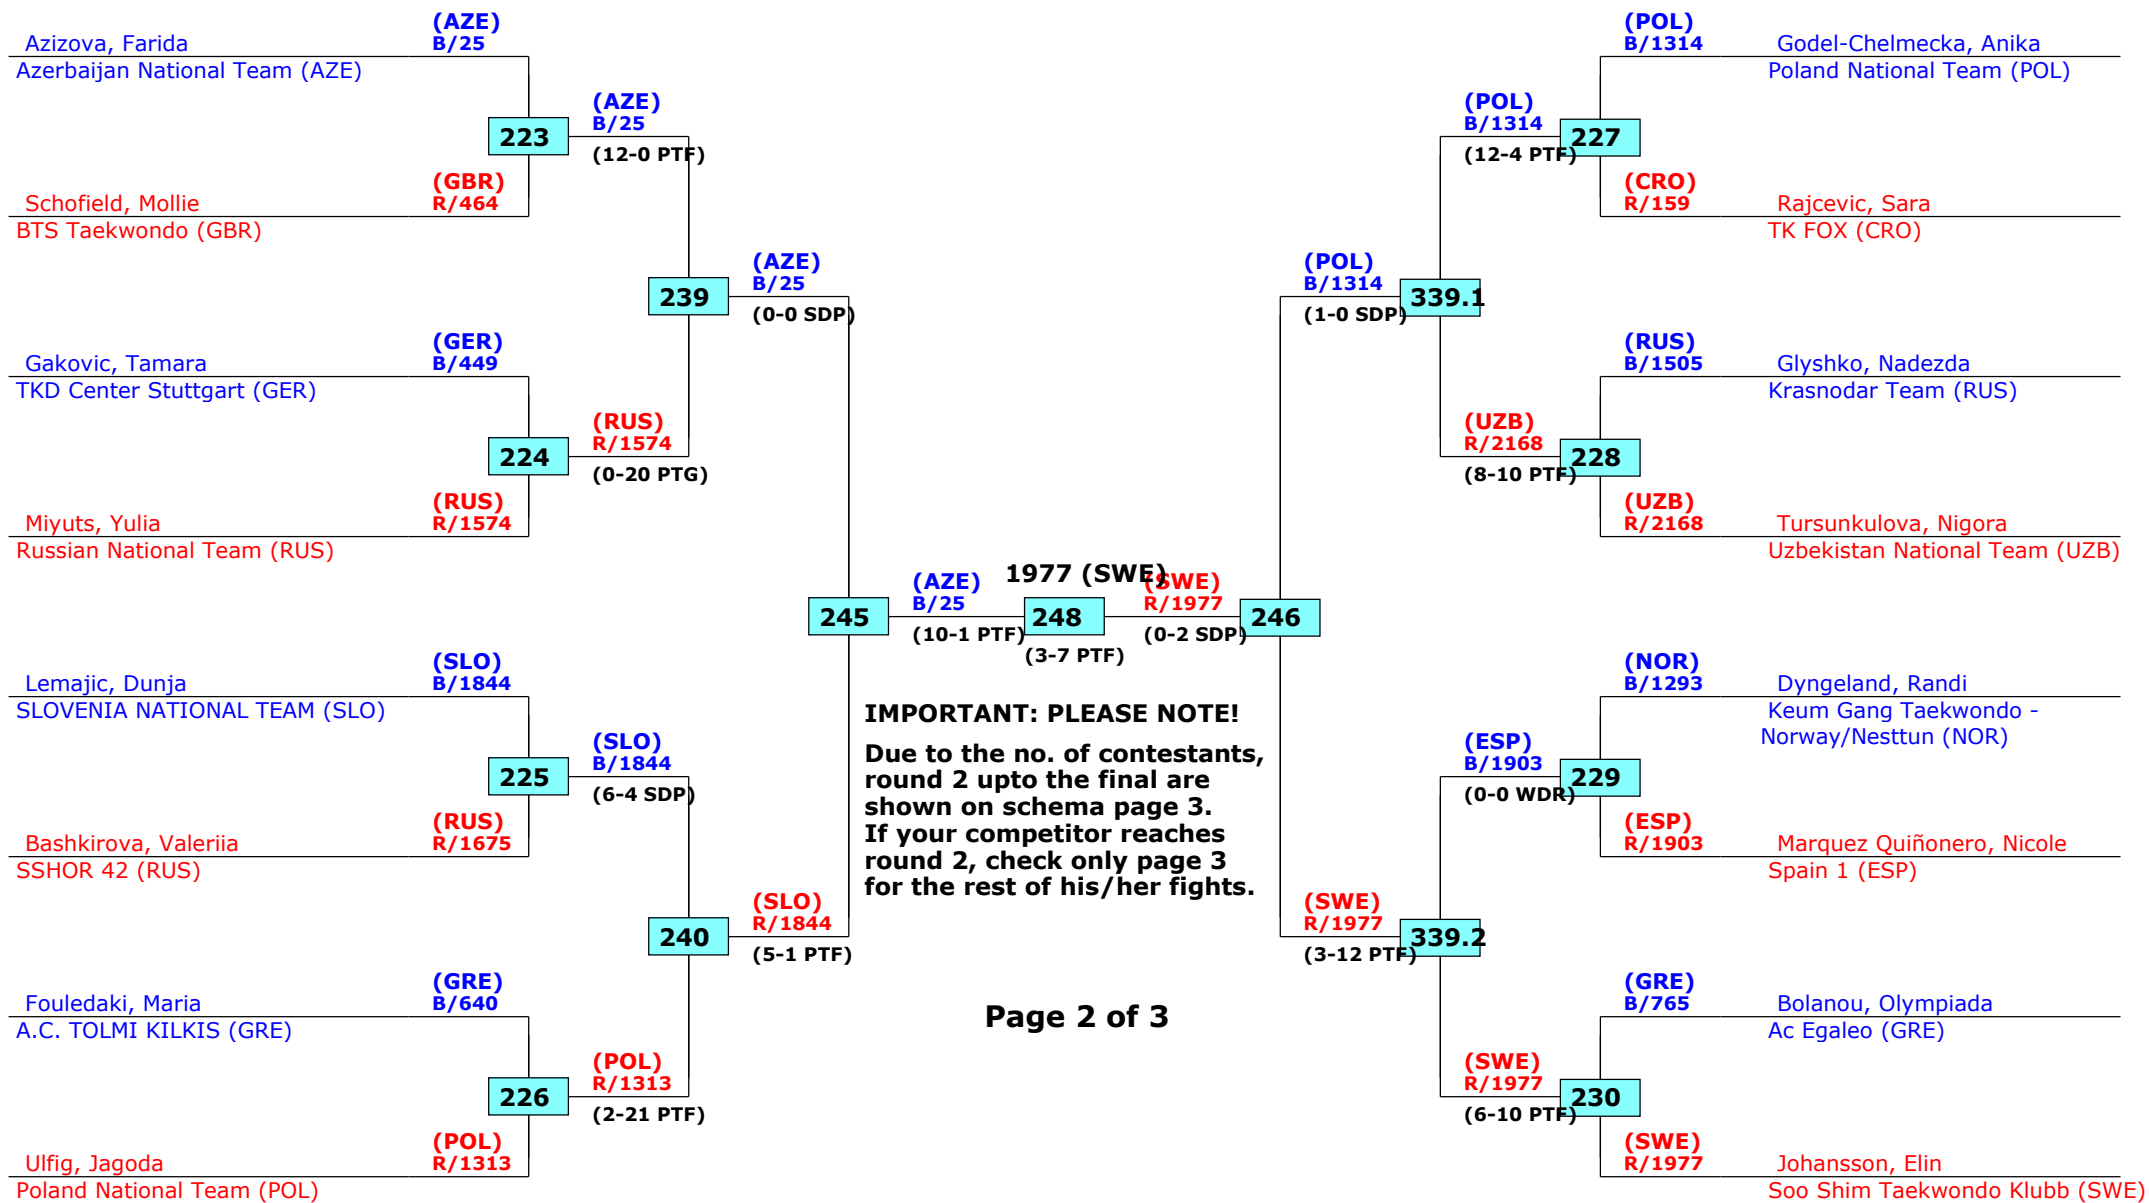 (AZE)
Azizova, Farida B/25
Azerbaijan National Team (AZE)
(AZE)
B/25
223
(12-0 PTF)
(GBR)
Schofield, Mollie R/464
BTS Taekwondo (GBR)
(AZE)
B/25
239
(0-0 SDP)
(GER)
Gakovic, Tamara B/449
TKD Center Stuttgart (GER)
(RUS)
R/1574
224
(0-20 PTG)
(RUS)
Miyuts, Yulia R/1574
Russian National Team (RUS)
(AZE)
B/25
245
(10-1 PTF)
(SLO)
Lemajic, Dunja B/1844
SLOVENIA NATIONAL TEAM (SLO)
(SLO)
B/1844
225
(6-4 SDP)
(RUS)
Bashkirova, Valeriia R/1675
SSHOR 42 (RUS)
(SLO)
R/1844
240
(5-1 PTF)
(GRE)
Fouledaki, Maria B/640
A.C. TOLMI KILKIS (GRE)
(POL)
R/1313
226
(2-21 PTF)
(POL)
Ulfig, Jagoda R/1313
Poland National Team (POL)
1977 (SWE)
248
(3-7 PTF)
IMPORTANT: PLEASE NOTE!
Due to the no. of contestants,
round 2 upto the final are
shown on schema page 3.
If your competitor reaches
round 2, check only page 3
for the rest of his/her fights.
Page 2 of 3
(SWE)
R/1977
246
(0-2 SDP)
(POL)
B/1314 Godel-Chelmecka, Anika
Poland National Team (POL)
(POL)
B/1314
227
(12-4 PTF)
(CRO)
R/159 Rajcevic, Sara
TK FOX (CRO)
(POL)
B/1314
339.1
(1-0 SDP)
(RUS)
B/1505 Glyshko, Nadezda
Krasnodar Team (RUS)
(UZB)
R/2168
228
(8-10 PTF)
(UZB)
R/2168 Tursunkulova, Nigora
Uzbekistan National Team (UZB)
(NOR)
B/1293 Dyngeland, Randi
Keum Gang Taekwondo -
Norway/Nesttun (NOR)
(ESP)
B/1903
229
(0-0 WDR)
(ESP)
R/1903 Marquez Quiñonero, Nicole
Spain 1 (ESP)
(SWE)
R/1977
339.2
(3-12 PTF)
(GRE)
B/765 Bolanou, Olympiada
Ac Egaleo (GRE)
(SWE)
R/1977
230
(6-10 PTF)
(SWE)
R/1977 Johansson, Elin
Soo Shim Taekwondo Klubb (SWE)